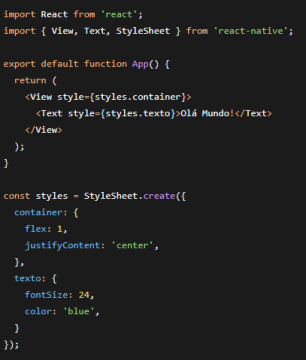 import React from 'react';
import { View, Text, StyleSheet } from 'react-native';

export default function App() {
  return (
    <View style={styles.container}>
      <Text style={styles.texto}>Olá Mundo!</Text>
    </View>
  );
}

const styles = StyleSheet.create({
  container: {
    flex: 1,
    justifyContent: 'center',
  },
  texto: {
    fontSize: 24,
    color: 'blue',
  }
});